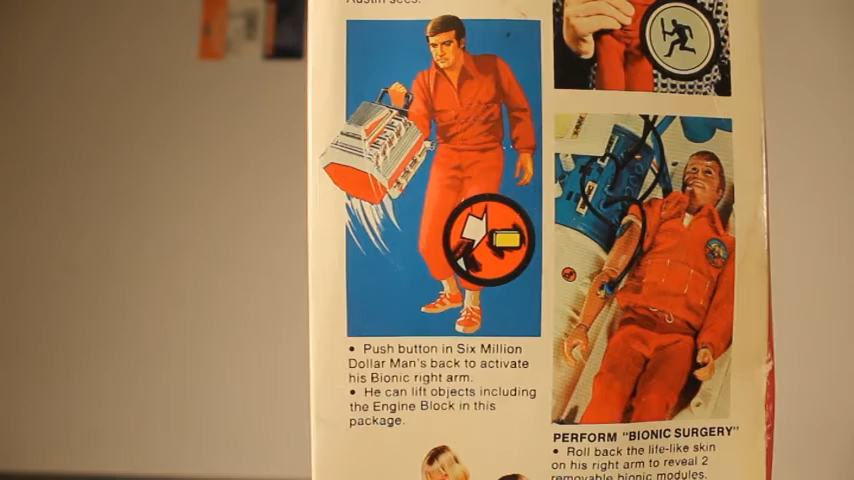 Austin sees.
• Push button in Six Million
Dollar Man's back to activate
his Bionic right arm.
• He can lift objects including
the Engine Block in this
package.
PERFORM "BIONIC SURGERY"
• Roll back the life-like skin
on his right arm to reveal 2
removable bionic modules.